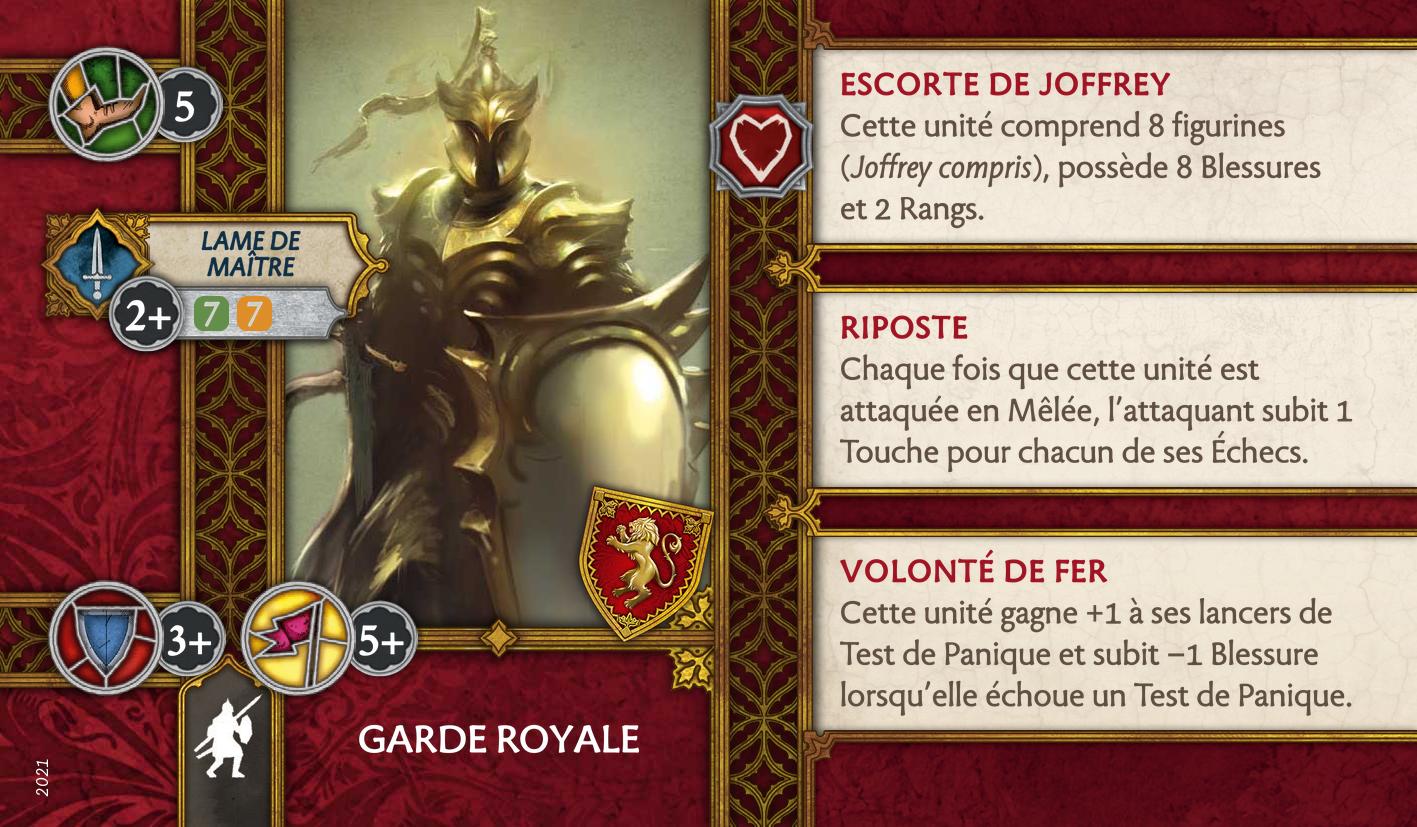 5
LAME DE
MAÎTRE
2+ 7 7
3+ 5+
GARDE ROYALE
2021
ESCORTE DE JOFFREY
Cette unité comprend 8 figurines
(Joffrey compris), possède 8 Blessures
et 2 Rangs.
RIPOSTE
Chaque fois que cette unité est
attaquée en Mêlée, l’attaquant subit 1
Touche pour chacun de ses Échecs.
VOLONTÉ DE FER
Cette unité gagne +1 à ses lancers de
Test de Panique et subit –1 Blessure
lorsqu’elle échoue un Test de Panique.